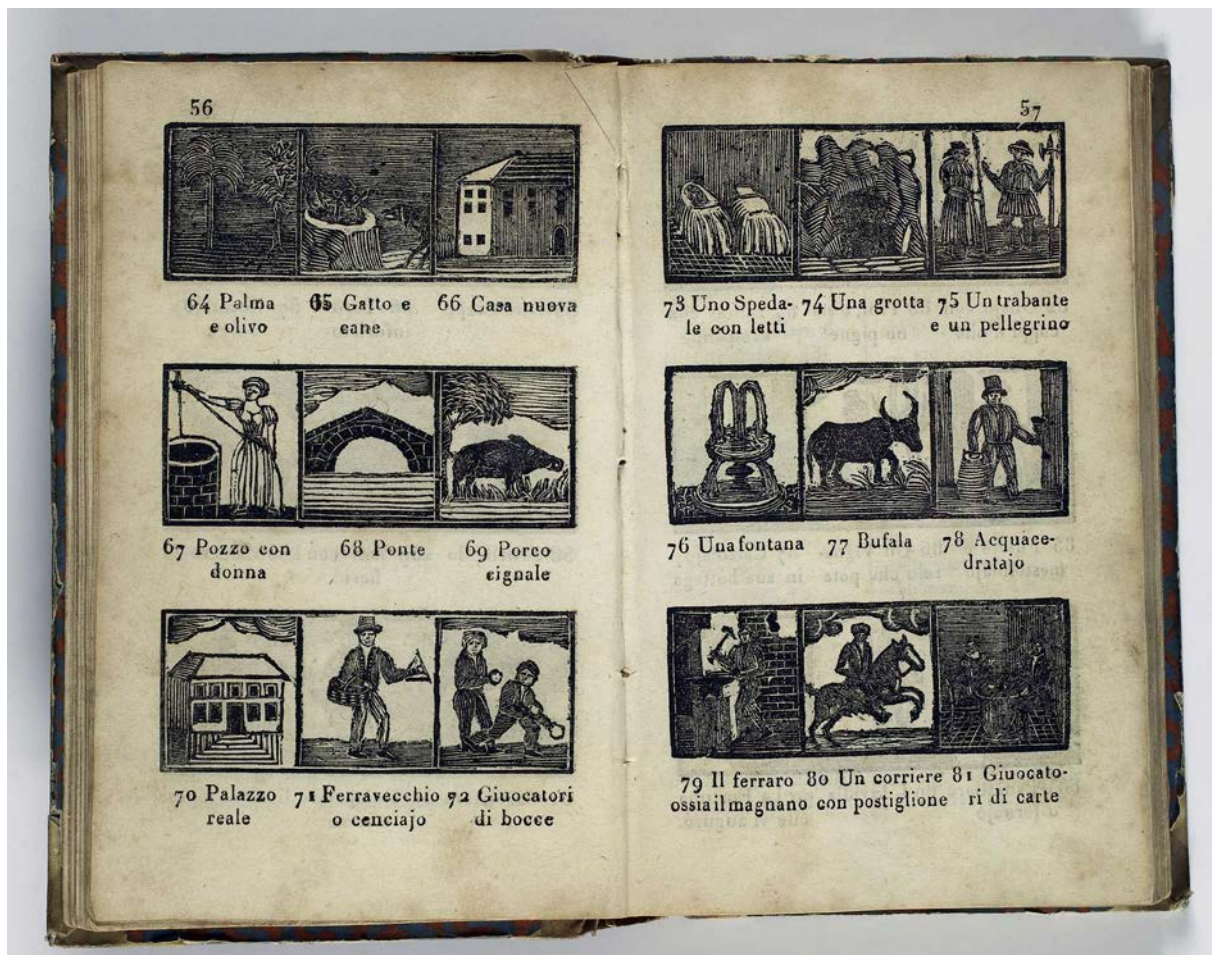 56
64 Palma 65 Gatto e 66 Casa nuova
e olivo cane
67 Pozzo con 68 Ponte 69 Porco
donna cignale
70 Palazzo 71 Ferravecchio 72 Giuocatori
reale o cenciajo di bocce
57
73 Uno Speda- 74 Una grotta 75 Un trabante
le con letti e un pellegrino
76 Una fontana 77 Bufala 78 Acquace-
dratajo
79 Il ferraro 80 Un corriere 81 Giuocato-
ossia il magnano con postiglione ri di carte